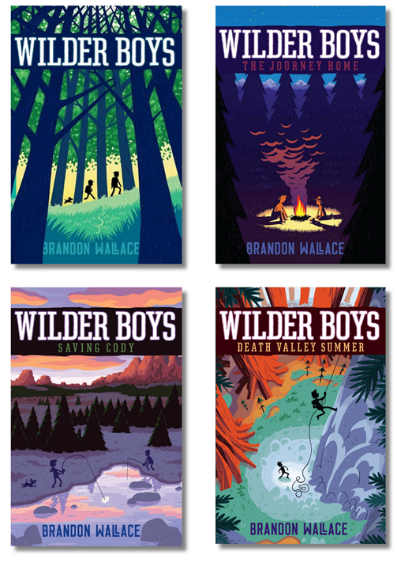 WILDER BOYS
BRANDON WALLACE
WILDER BOYS
THE JOURNEY HOME
BRANDON WALLACE
WILDER BOYS
SAVING CODY
BRANDON WALLACE
WILDER BOYS
DEATH VALLEY SUMMER
BRANDON WALLACE